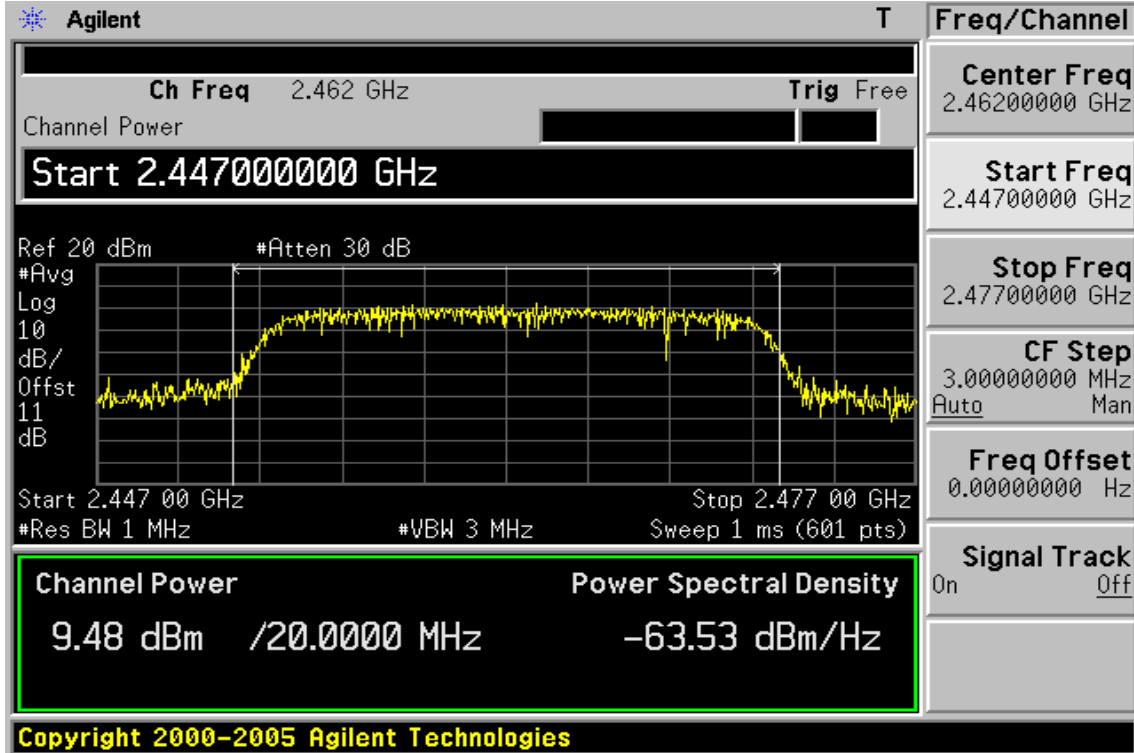 Agilent T
Freq/Channel
Ch Freq 2.462 GHz Trig Free
Channel Power
Start 2.447000000 GHz
Ref 20 dBm #Atten 30 dB
#Avg
Log
10
dB/
Offst
11
dB
Start 2.447 00 GHz Stop 2.477 00 GHz
#Res BW 1 MHz #VBW 3 MHz Sweep 1 ms (601 pts)
Channel Power Power Spectral Density
9.48 dBm /20.0000 MHz -63.53 dBm/Hz
Center Freq
2.46200000 GHz
Start Freq
2.44700000 GHz
Stop Freq
2.47700000 GHz
CF Step
3.00000000 MHz
Auto Man
Freq Offset
0.00000000 Hz
Signal Track
On Off
Copyright 2000-2005 Agilent Technologies